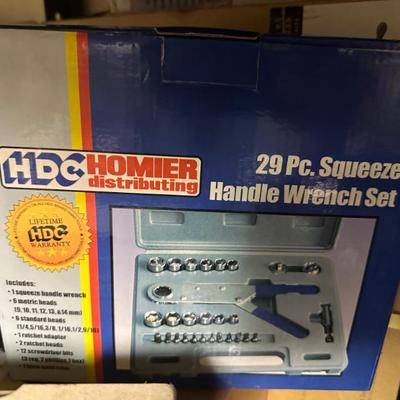 HDC HOMIER
distributing
29 Pc. Squeeze
Handle Wrench Set
LIFETIME
HDC
WARRANTY
Includes:
• 1 squeeze handle wrench
• 6 metric heads
(9, 10, 11, 12, 13, &14 mm)
• 6 standard heads
• 1 ratchet adaptor
• 2 ratchet heads
• 12 screwdriver bits